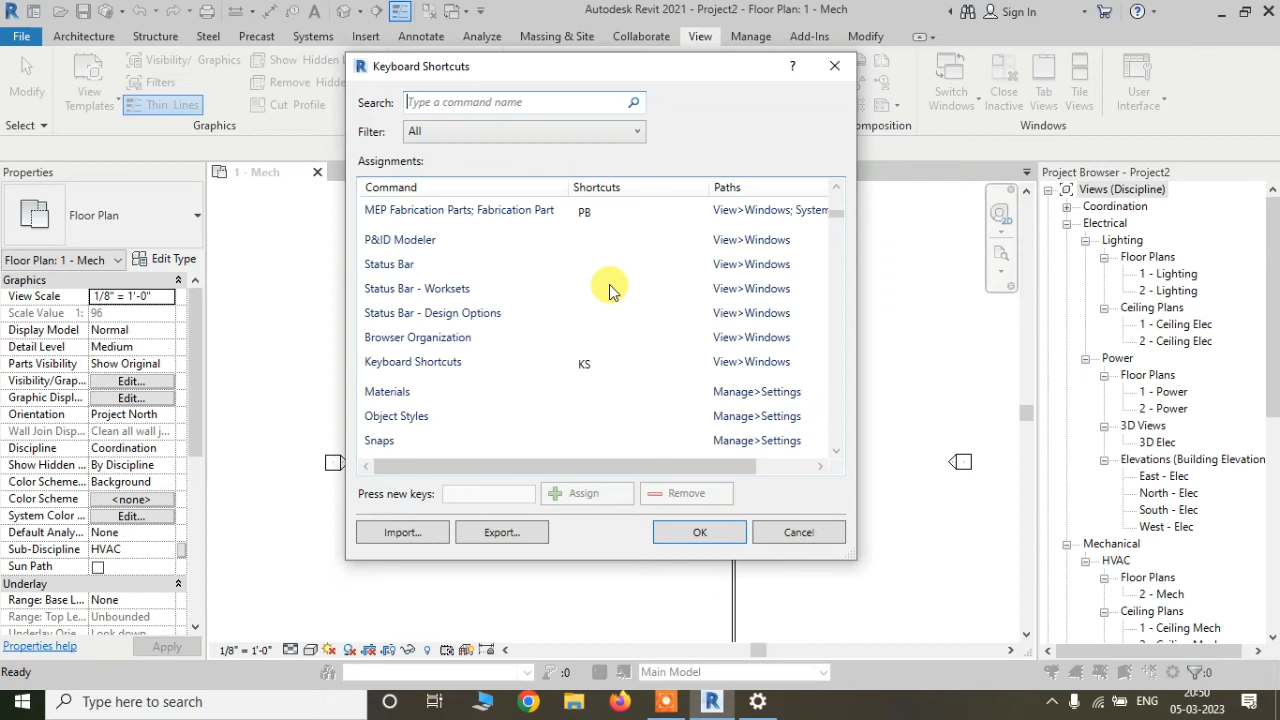 Autodesk Revit 2021 - Project2 - Floor Plan: 1 - Mech
Sign In
File
Architecture
Structure
Steel
Precast
Systems
Insert
Annotate
Analyze
Massing & Site
Collaborate
View
Manage
Add-Ins
Modify
Modify
View
Templates
Visibility/ Graphics
Filters
Thin Lines
Show Hidden L
Remove Hidden
Cut Profile
Switch
Windows
Close
Inactive
Tab
Views
Tile
Views
User
Interface
Select
Graphics
omposition
Windows
Keyboard Shortcuts
Search:
Type a command name
Filter:
All
Assignments:
Command Shortcuts Paths
MEP Fabrication Parts; Fabrication Part PB View>Windows; System
P&ID Modeler View>Windows
Status Bar View>Windows
Status Bar - Worksets View>Windows
Status Bar - Design Options View>Windows
Browser Organization View>Windows
Keyboard Shortcuts KS View>Windows
Materials Manage>Settings
Object Styles Manage>Settings
Snaps Manage>Settings
Press new keys:
Assign
Remove
Import...
Export...
OK
Cancel
Properties
Floor Plan
Floor Plan: 1 - Mech
Edit Type
Graphics
View Scale 1/8" = 1'-0"
Scale Value 1: 96
Display Model Normal
Detail Level Medium
Parts Visibility Show Original
Visibility/Grap... Edit...
Graphic Displ... Edit...
Orientation Project North
Wall Join Disp... Clean all wall j...
Discipline Coordination
Show Hidden ... By Discipline
Color Scheme ... Background
Color Scheme <none>
System Color ... Edit...
Default Analy... None
Sub-Discipline HVAC
Sun Path
Underlay
Range: Base L... None
Range: Top Le... Unbounded
Underlay Orie... Look down
Properties help
Apply
1 - Mech
2D
1/8" = 1'-0"
Project Browser - Project2
Views (Discipline)
Coordination
Electrical
Lighting
Floor Plans
1 - Lighting
2 - Lighting
Ceiling Plans
1 - Ceiling Elec
2 - Ceiling Elec
Power
Floor Plans
1 - Power
2 - Power
3D Views
3D Elec
Elevations (Building Elevation
East - Elec
North - Elec
South - Elec
West - Elec
Mechanical
HVAC
Floor Plans
2 - Mech
Ceiling Plans
1 - Ceiling Mech
Ready
:0
Main Model
:0
Type here to search
ENG
20:50
05-03-2023